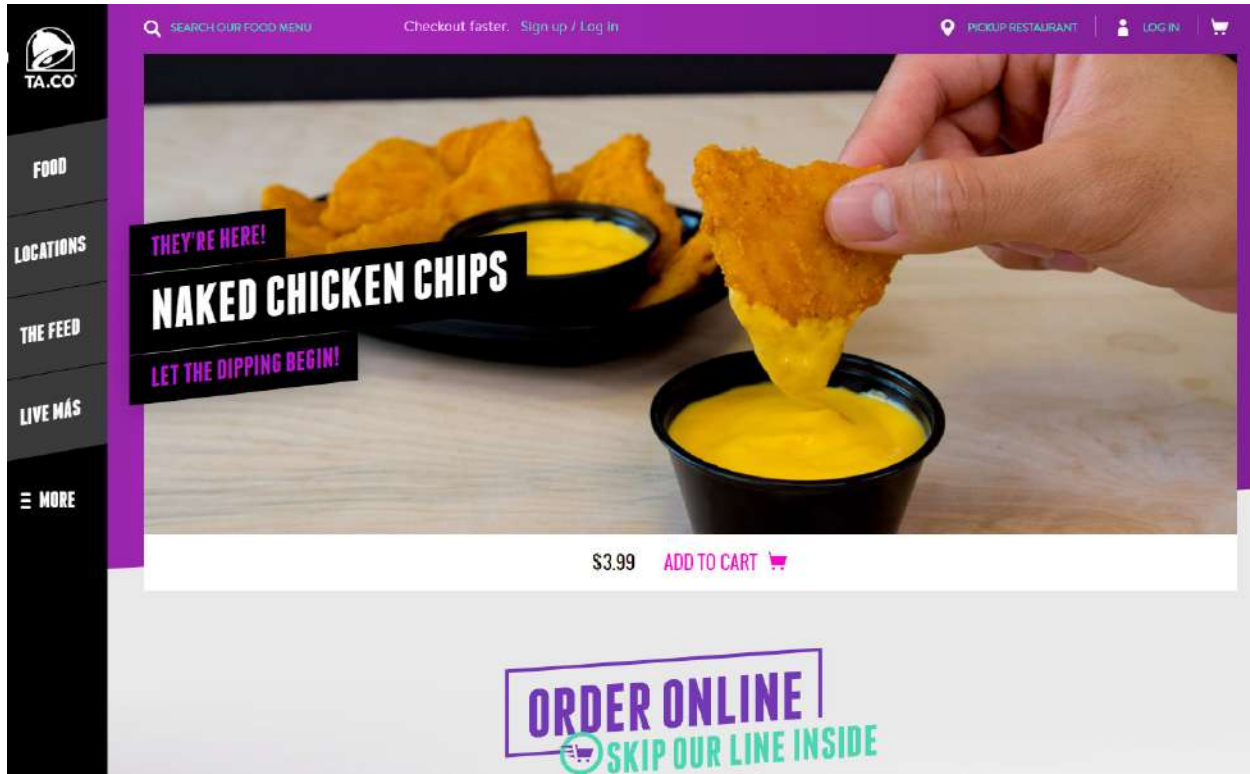 TA.CO
SEARCH OUR FOOD MENU
Checkout faster. Sign up / Log in
PICKUP RESTAURANT
LOG IN
FOOD
LOCATIONS
THE FEED
LIVE MÁS
MORE
THEY'RE HERE!
NAKED CHICKEN CHIPS
LET THE DIPPING BEGIN!
$3.99 ADD TO CART
ORDER ONLINE
SKIP OUR LINE INSIDE